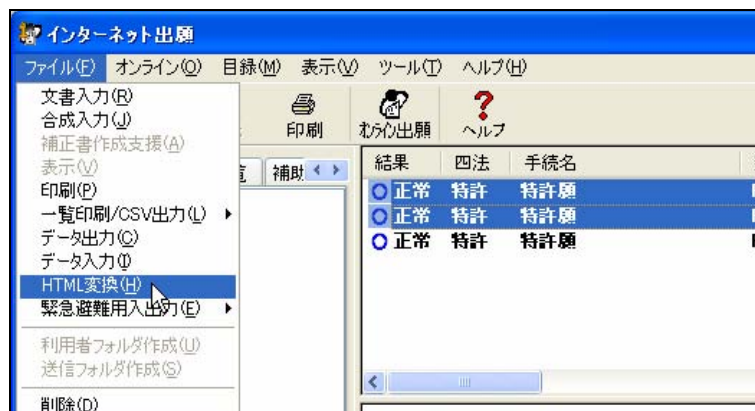 インターネット出願
ファイル(F) オンライン(O) 目録(M) 表示(V) ツール(T) ヘルプ(H)
文書入力(R)
合成入力(J)
補正書作成支援(A)
表示(V)
印刷(P)
一覧印刷/CSV出力(L)
データ出力(C)
データ入力(I)
HTML変換(H)
緊急避難用入出力(E)
利用者フォルダ作成(U)
送信フォルダ作成(S)
削除(D)
印刷 オンライン出願 ヘルプ
補助
結果 四法 手続名
正常 特許 特許願
正常 特許 特許願
正常 特許 特許願